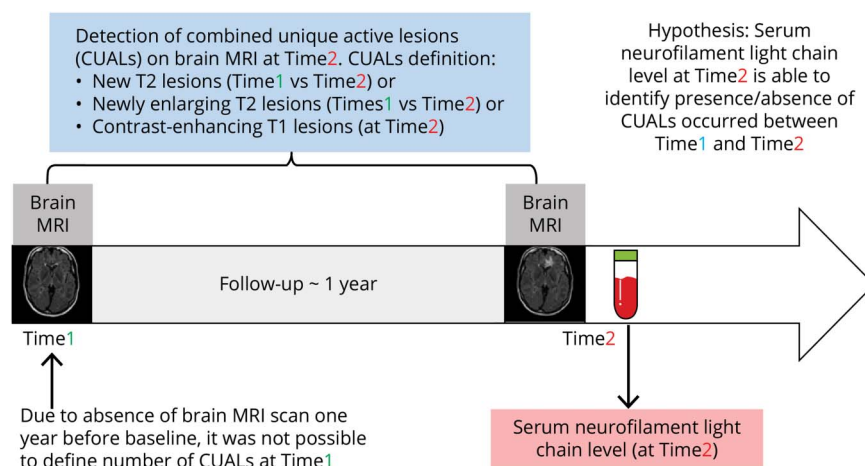 Detection of combined unique active lesions
(CUALs) on brain MRI at Time2. CUALs definition:
• New T2 lesions (Time1 vs Time2) or
• Newly enlarging T2 lesions (Times1 vs Time2) or
• Contrast-enhancing T1 lesions (at Time2)
Hypothesis: Serum
neurofilament light chain
level at Time2 is able to
identify presence/absence of
CUALs occurred between
Time1 and Time2
Brain
MRI
Brain
MRI
Follow-up ~ 1 year
Time1
Time2
Due to absence of brain MRI scan one
year before baseline, it was not possible
to define number of CUALs at Time1
Serum neurofilament light
chain level (at Time2)